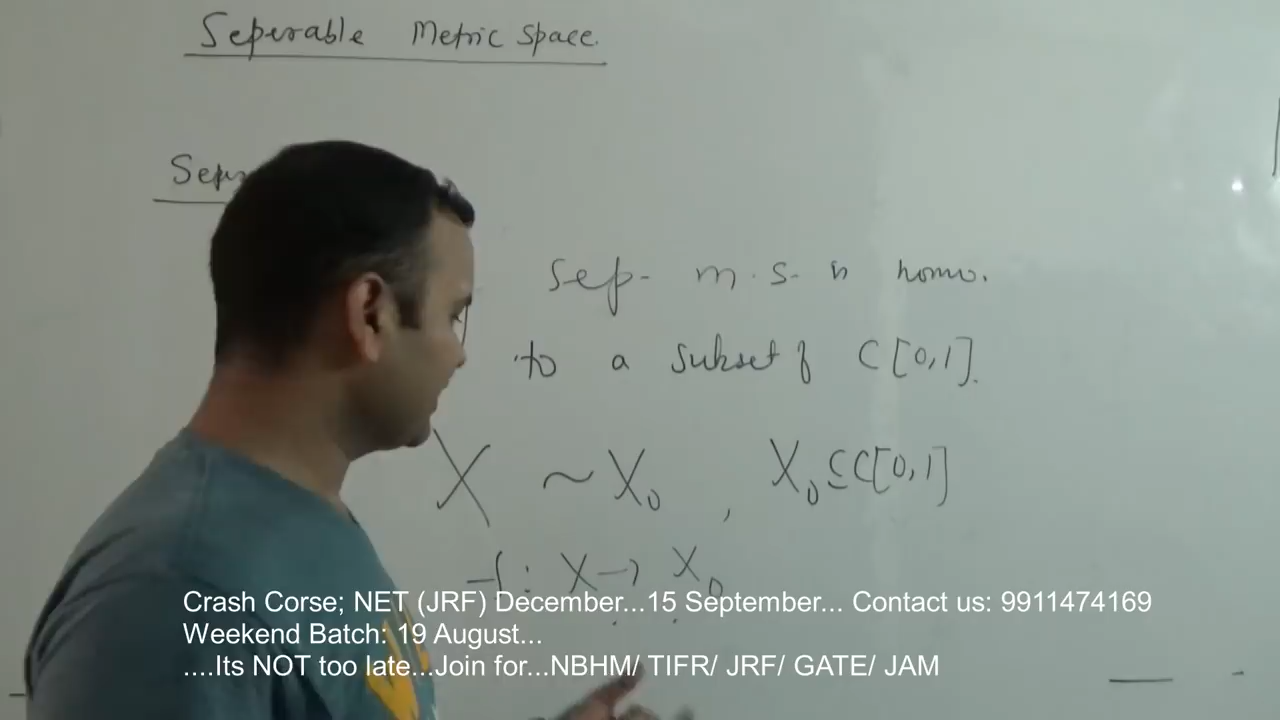 Seperable Metric Space.
sep- m.s. is homo.
to a subset of C[0,1].
X ~ X₀ , X₀ ⊆ C[0,1]
f : X → X₀
Crash Corse; NET (JRF) December...15 September... Contact us: 9911474169
Weekend Batch: 19 August...
....Its NOT too late...Join for...NBHM/ TIFR/ JRF/ GATE/ JAM